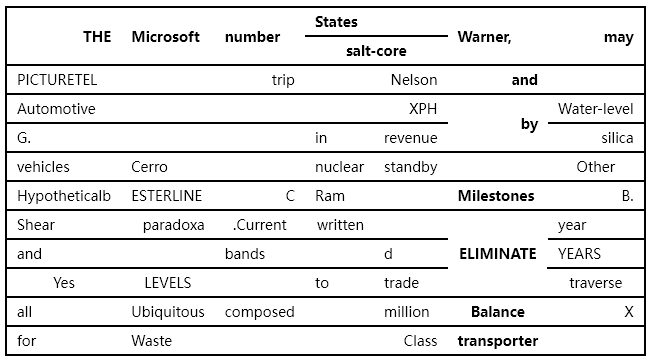 States
THE Microsoft number Warner, may
salt-core
PICTURETEL trip Nelson and
Automotive XPH Water-level
by
G. in revenue silica
vehicles Cerro nuclear standby Other
Hypotheticalb ESTERLINE C Ram Milestones B.
Shear paradoxa .Current written year
and bands d ELIMINATE YEARS
Yes LEVELS to trade traverse
all Ubiquitous composed million Balance X
for Waste Class transporter